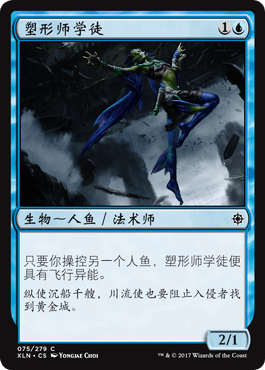 塑形师学徒 1
生物～人鱼 / 法术师
只要你操控另一个人鱼，塑形师学徒便
具有飞行异能。
纵使沉船千艘，川流使也要阻止入侵者找
到黄金城。
2/1
075/279 C
XLN • CS YONGJAE CHOI
™ & © 2017 Wizards of the Coast